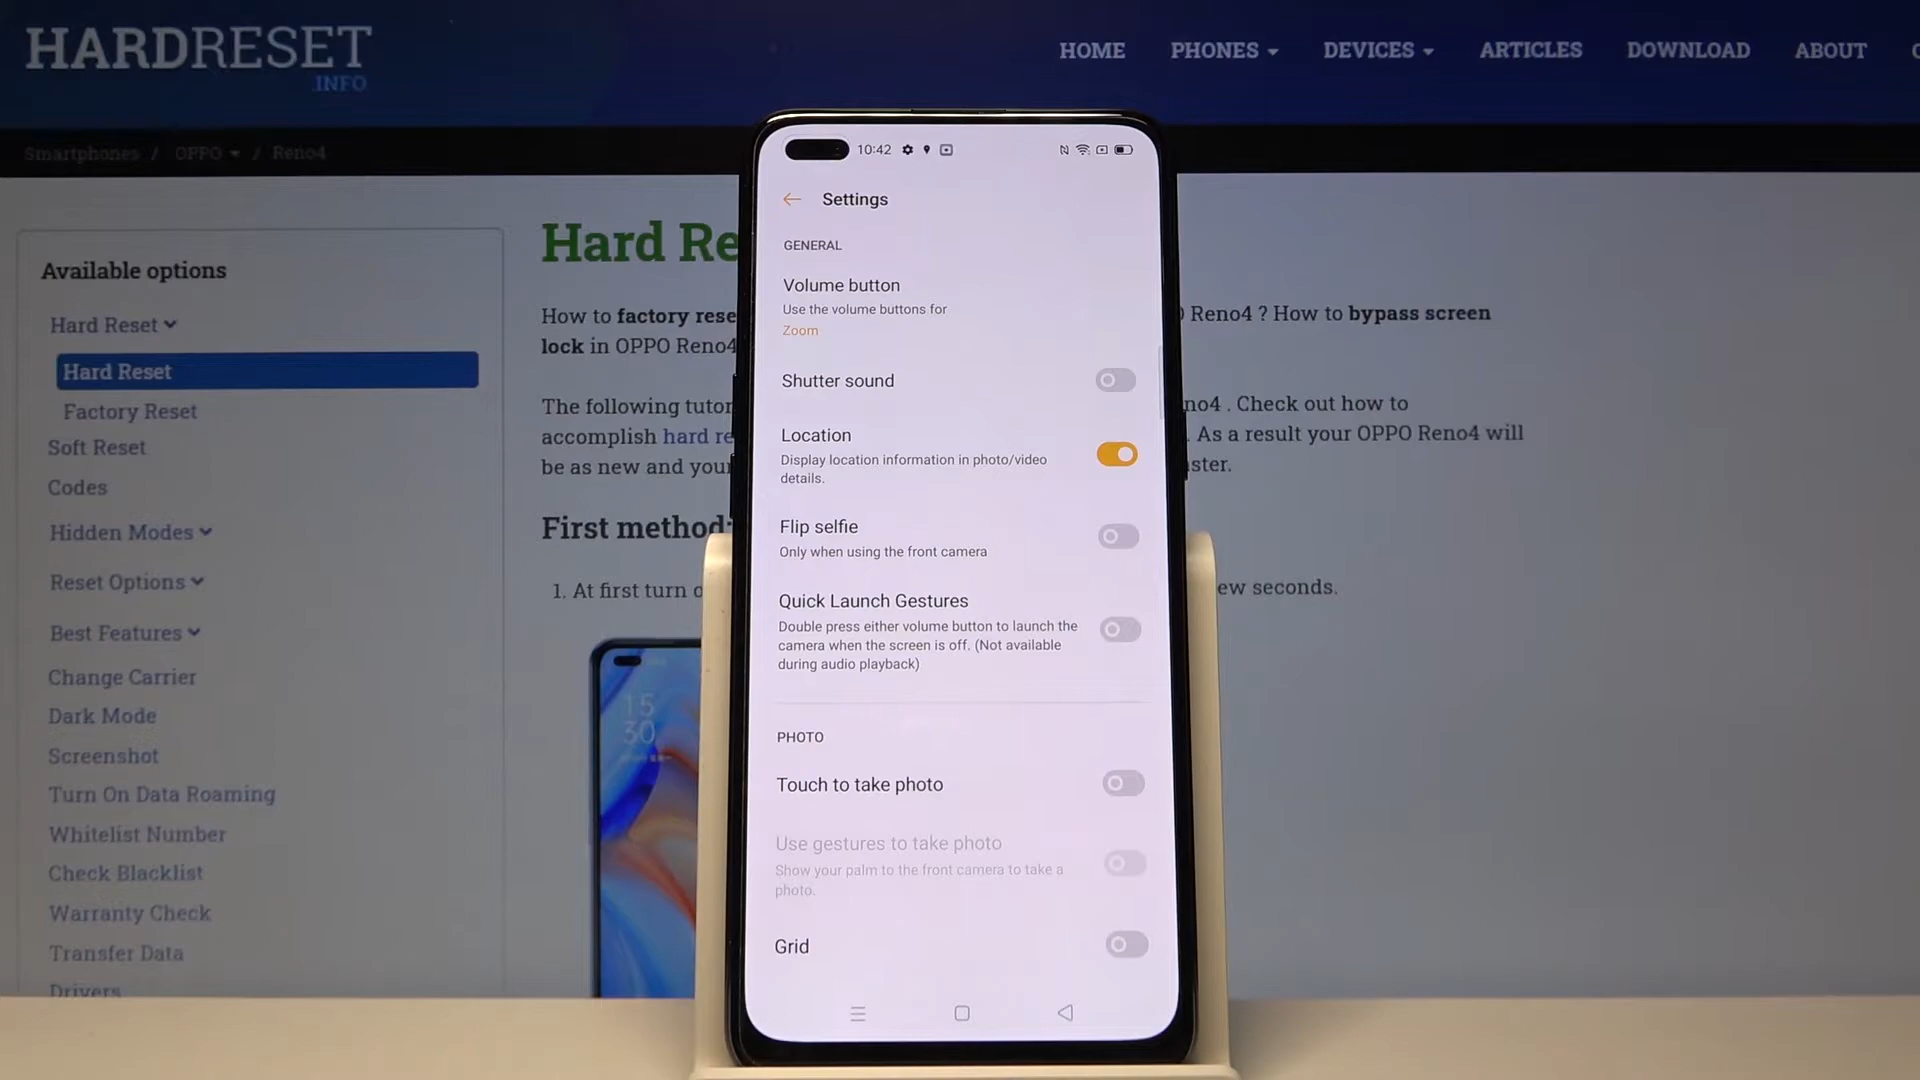 HARDRESET
.INFO
HOME PHONES DEVICES ARTICLES DOWNLOAD ABOUT
Smartphones / OPPO / Reno4
Available options
Hard Reset
Hard Reset
Factory Reset
Soft Reset
Codes
Hidden Modes
Reset Options
Best Features
Change Carrier
Dark Mode
Screenshot
Turn On Data Roaming
Whitelist Number
Check Blacklist
Warranty Check
Transfer Data
Drivers
Hard Re
How to factory rese
Reno4 ? How to bypass screen
lock in OPPO Reno4
The following tutor
no4 . Check out how to
accomplish hard re
. As a result your OPPO Reno4 will
be as new and your
ster.
First method:
1. At first turn o
ew seconds.
15
30
10:42
Settings
GENERAL
Volume button
Use the volume buttons for
Zoom
Shutter sound
Location
Display location information in photo/video
details.
Flip selfie
Only when using the front camera
Quick Launch Gestures
Double press either volume button to launch the
camera when the screen is off. (Not available
during audio playback)
PHOTO
Touch to take photo
Use gestures to take photo
Show your palm to the front camera to take a
photo.
Grid